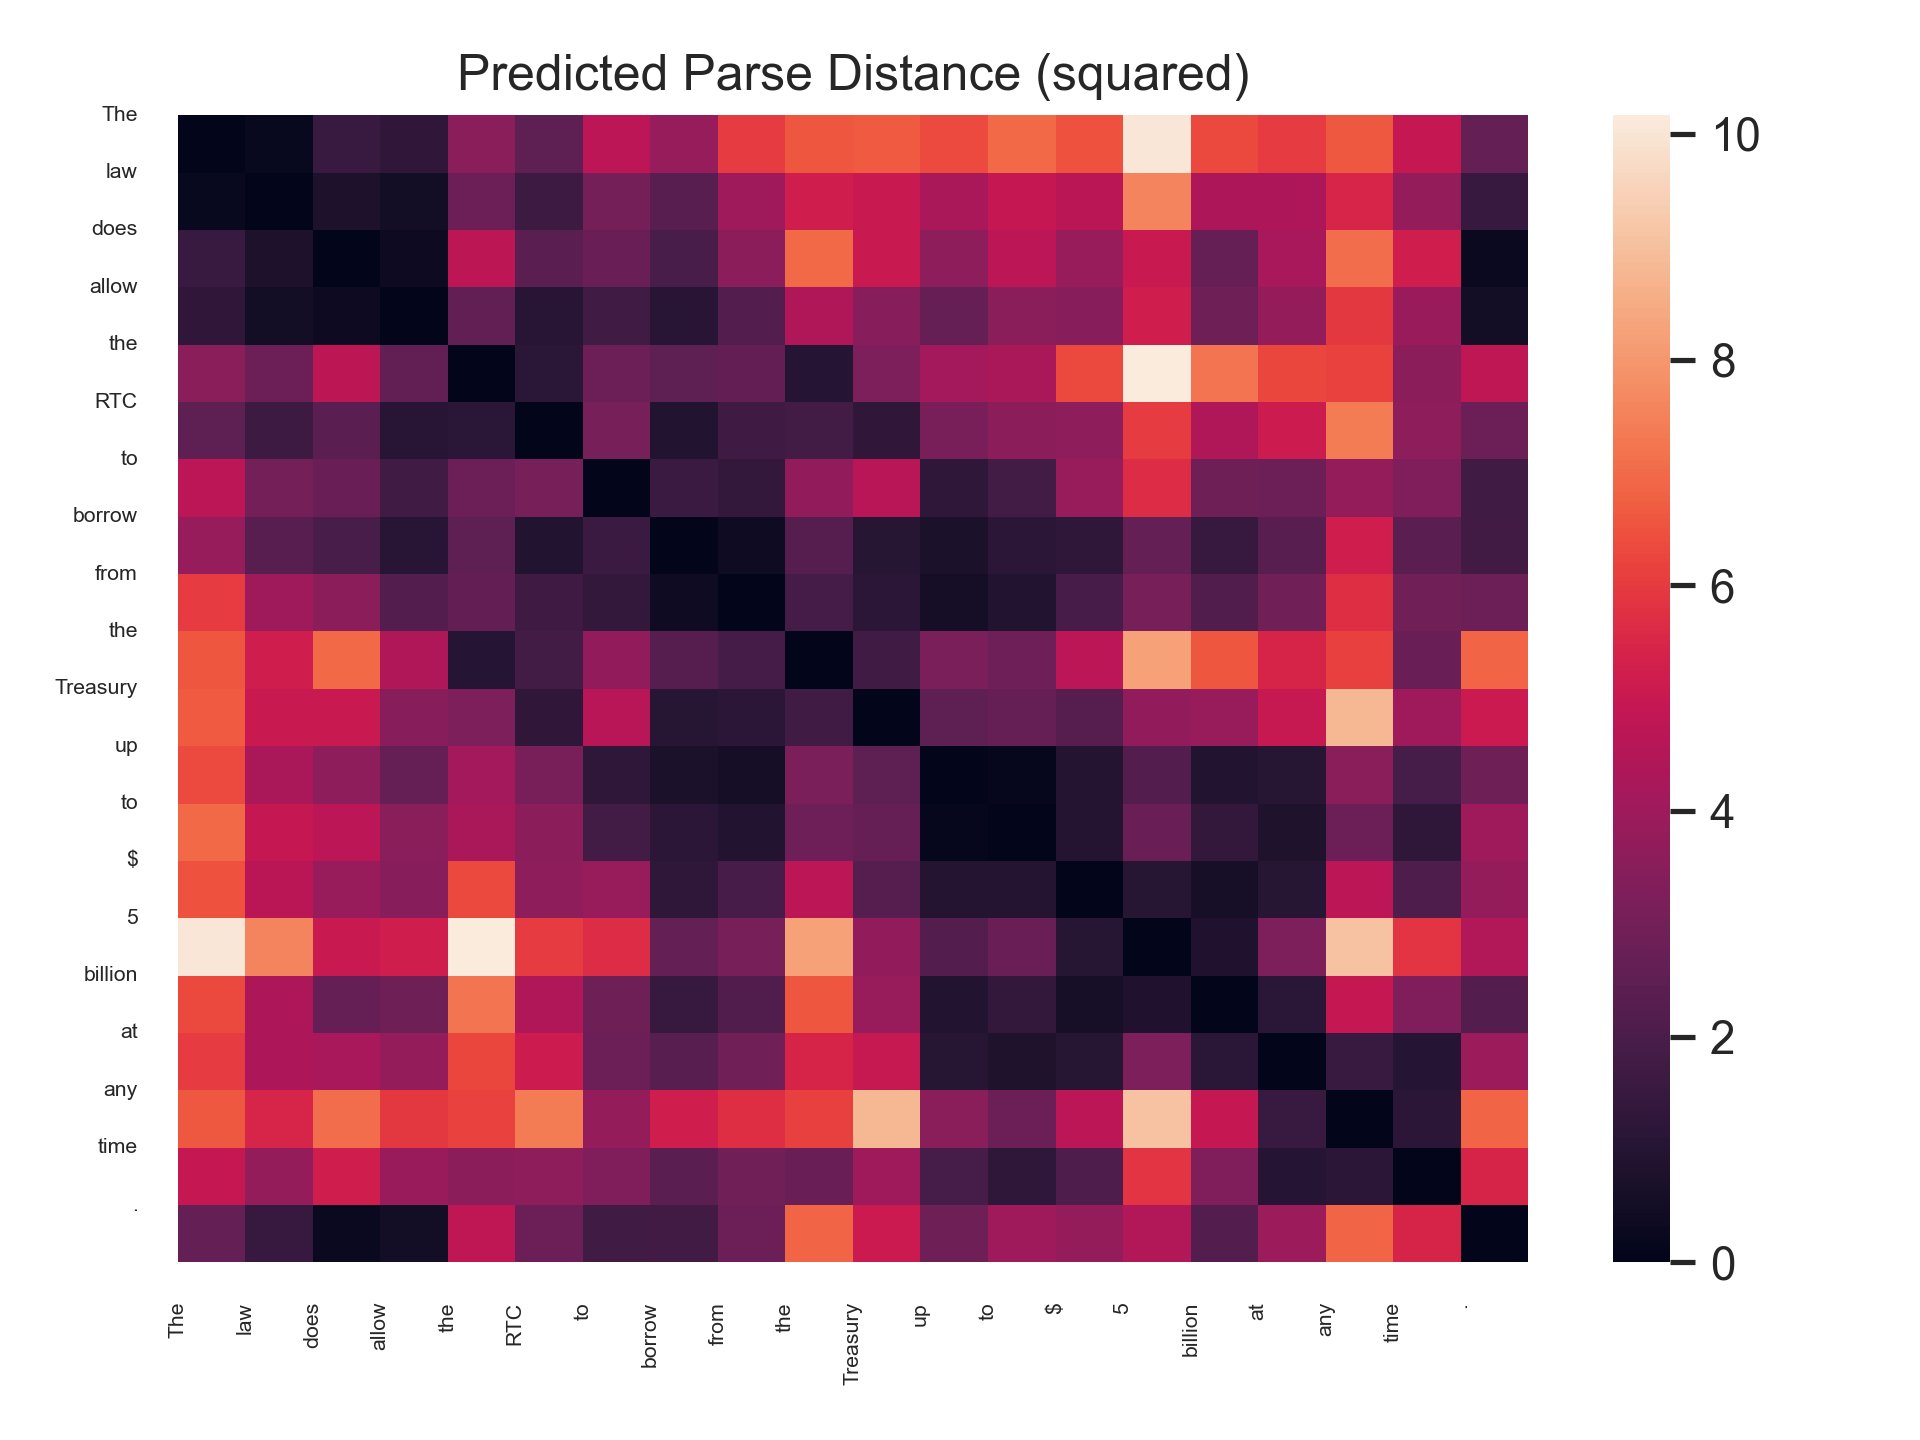 Predicted Parse Distance (squared)
The
law
does
allow
the
RTC
to
borrow
from
the
Treasury
up
to
$
5
billion
at
any
time
.
The
law
does
allow
the
RTC
to
borrow
from
the
Treasury
up
to
$
5
billion
at
any
time
.
10
8
6
4
2
0